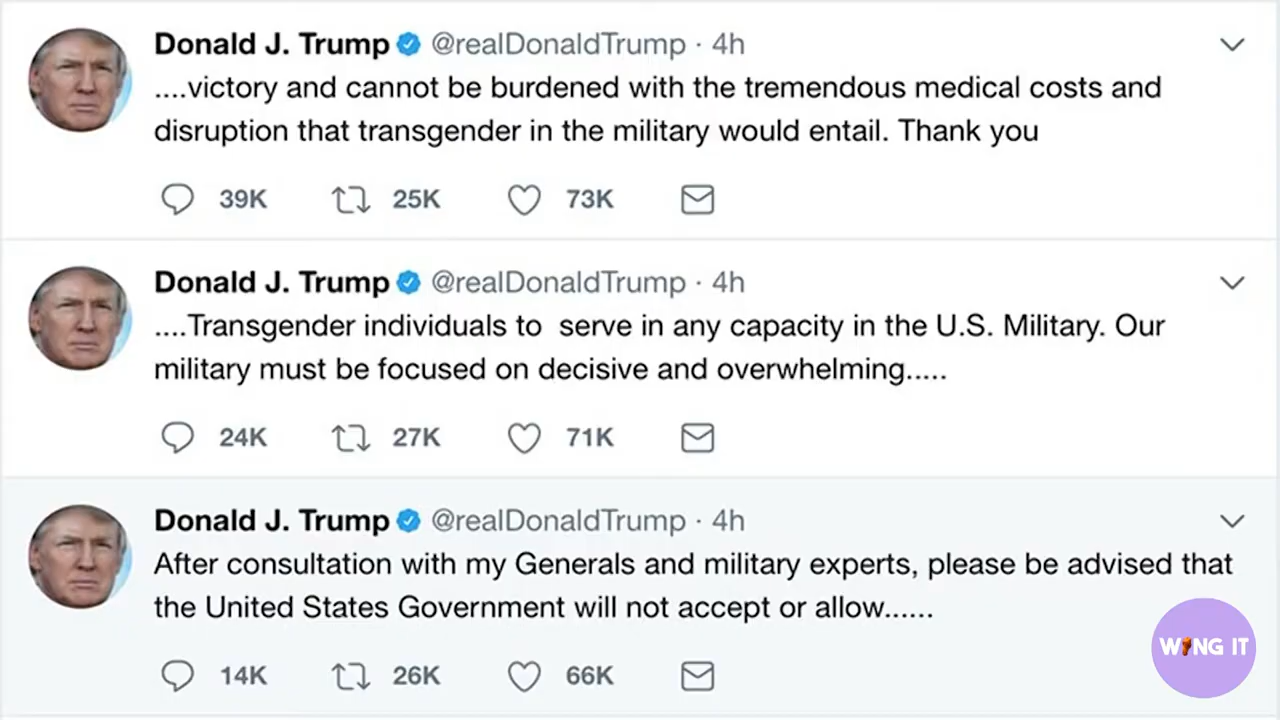 Donald J. Trump @realDonaldTrump · 4h
....victory and cannot be burdened with the tremendous medical costs and
disruption that transgender in the military would entail. Thank you
39K 25K 73K
Donald J. Trump @realDonaldTrump · 4h
....Transgender individuals to  serve in any capacity in the U.S. Military. Our
military must be focused on decisive and overwhelming.....
24K 27K 71K
Donald J. Trump @realDonaldTrump · 4h
After consultation with my Generals and military experts, please be advised that
the United States Government will not accept or allow......
14K 26K 66K
WING IT